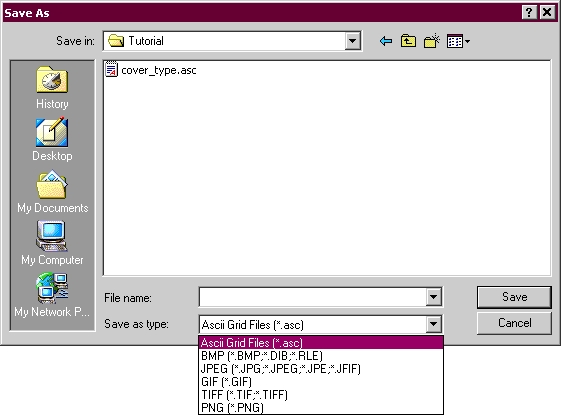 Save As
Save in: Tutorial
cover_type.asc
History
Desktop
My Documents
My Computer
My Network P...
File name:
Save
Save as type: Ascii Grid Files (*.asc)
Cancel
Ascii Grid Files (*.asc)
BMP (*.BMP;*.DIB;*.RLE)
JPEG (*.JPG;*.JPEG;*.JPE;*.JFIF)
GIF (*.GIF)
TIFF (*.TIF;*.TIFF)
PNG (*.PNG)